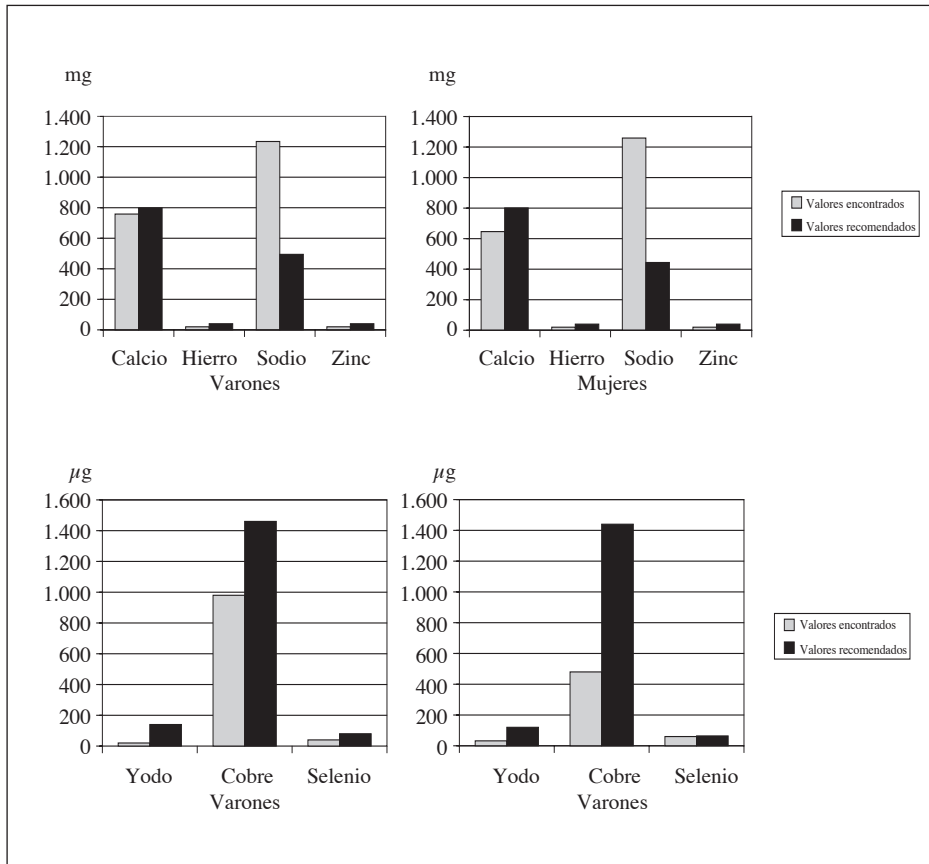 mg
1.400
1.200
1.000
800
600
400
200
0
Calcio Hierro Sodio Zinc
Varones
mg
1.400
1.200
1.000
800
600
400
200
0
Calcio Hierro Sodio Zinc
Mujeres
Valores encontrados
Valores recomendados
µg
1.600
1.400
1.200
1.000
800
600
400
200
0
Yodo Cobre Selenio
Varones
µg
1.600
1.400
1.200
1.000
800
600
400
200
0
Yodo Cobre Selenio
Varones
Valores encontrados
Valores recomendados